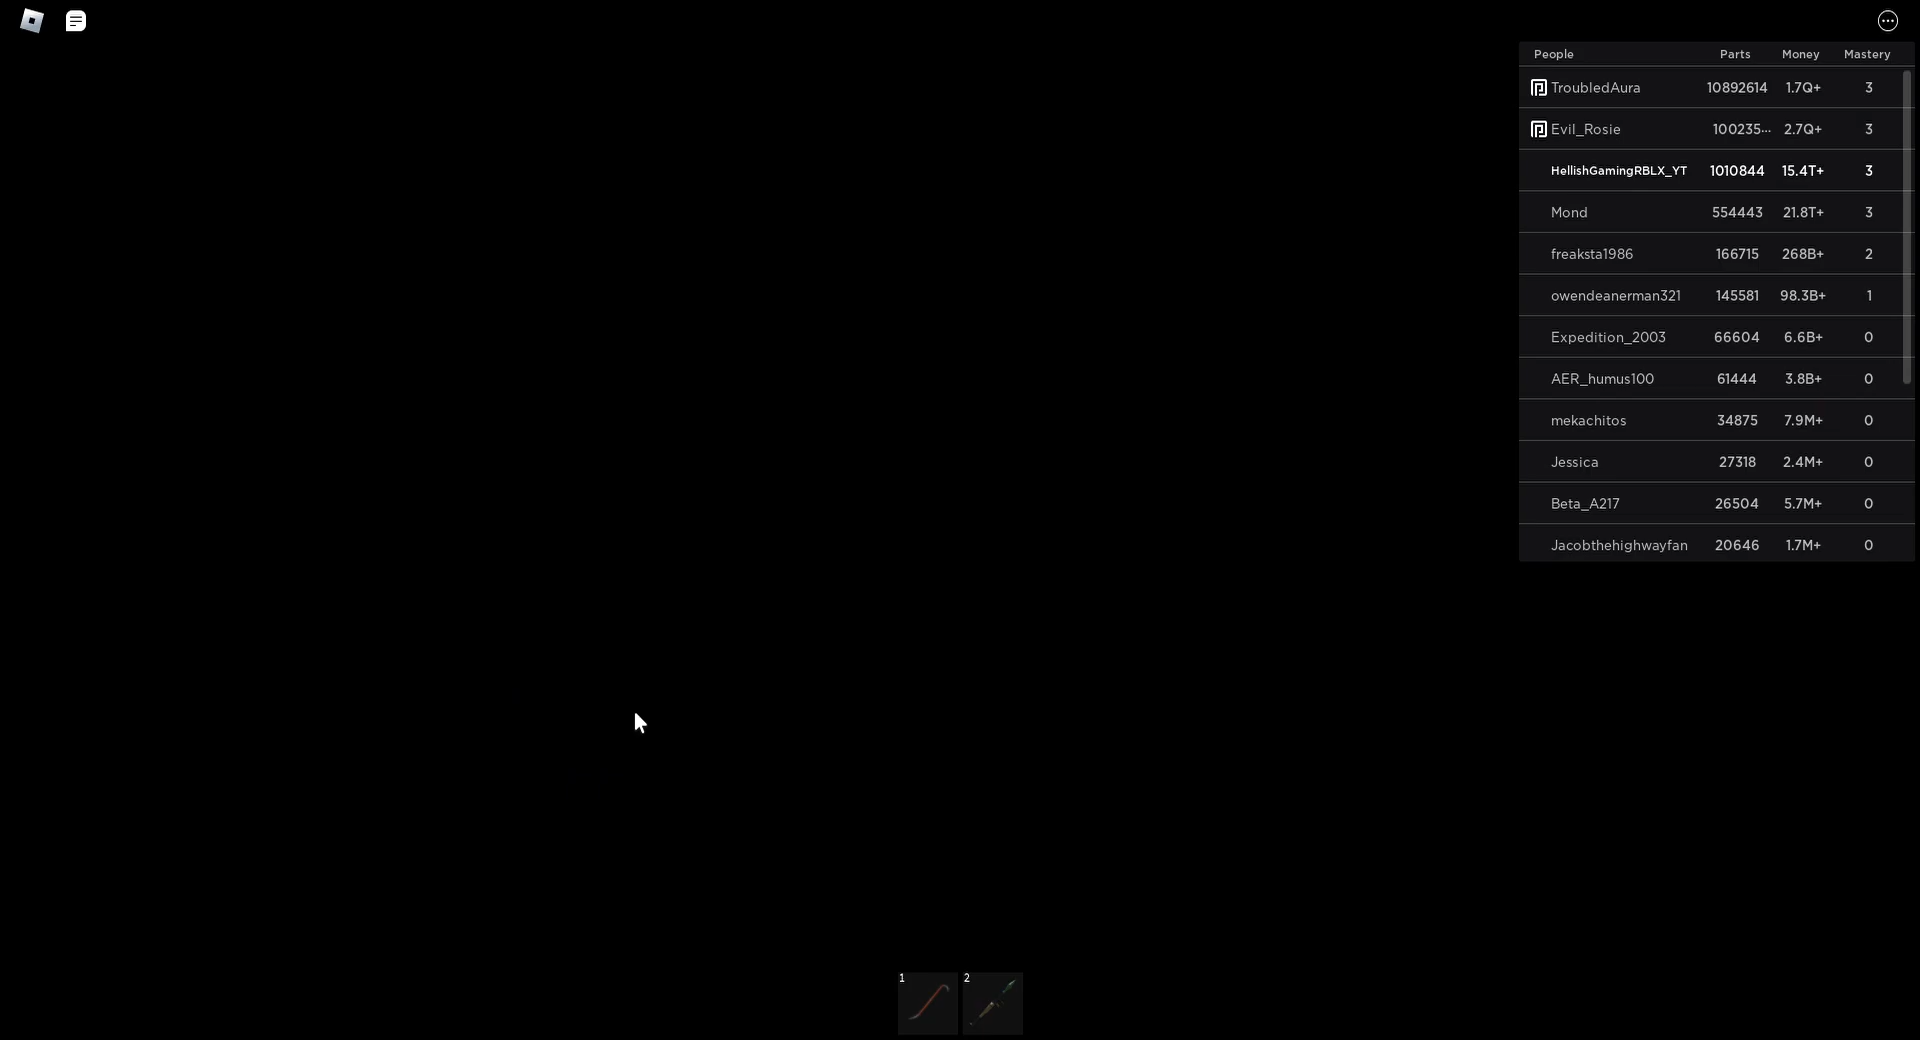 People Parts Money Mastery
TroubledAura 10892614 1.7Q+ 3
Evil_Rosie 100235... 2.7Q+ 3
HellishGamingRBLX_YT 1010844 15.4T+ 3
Mond 554443 21.8T+ 3
freaksta1986 166715 268B+ 2
owendeanerman321 145581 98.3B+ 1
Expedition_2003 66604 6.6B+ 0
AER_humus100 61444 3.8B+ 0
mekachitos 34875 7.9M+ 0
Jessica 27318 2.4M+ 0
Beta_A217 26504 5.7M+ 0
Jacobthehighwayfan 20646 1.7M+ 0
1 2